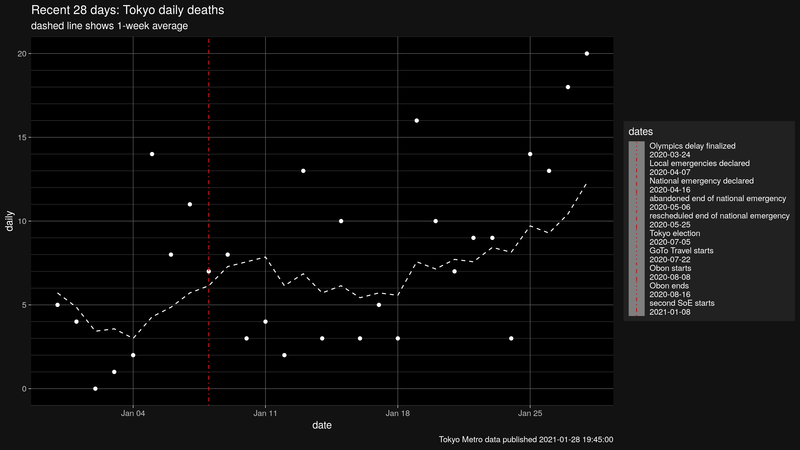 Recent 28 days: Tokyo daily deaths
dashed line shows 1-week average
20
15
10
5
0
daily
Jan 04
Jan 11
Jan 18
Jan 25
date
dates
Olympics delay finalized
2020-03-24
Local emergencies declared
2020-04-07
National emergency declared
2020-04-16
abandoned end of national emergency
2020-05-06
rescheduled end of national emergency
2020-05-25
Tokyo election
2020-07-05
GoTo Travel starts
2020-07-22
Obon starts
2020-08-08
Obon ends
2020-08-16
second SoE starts
2021-01-08
Tokyo Metro data published 2021-01-28 19:45:00